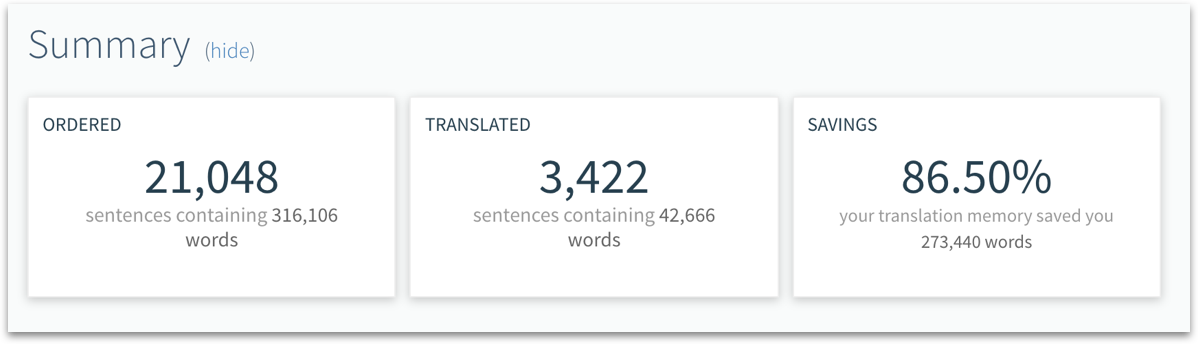 Summary (hide)
ORDERED
21,048
sentences containing 316,106
words
TRANSLATED
3,422
sentences containing 42,666
words
SAVINGS
86.50%
your translation memory saved you
273,440 words